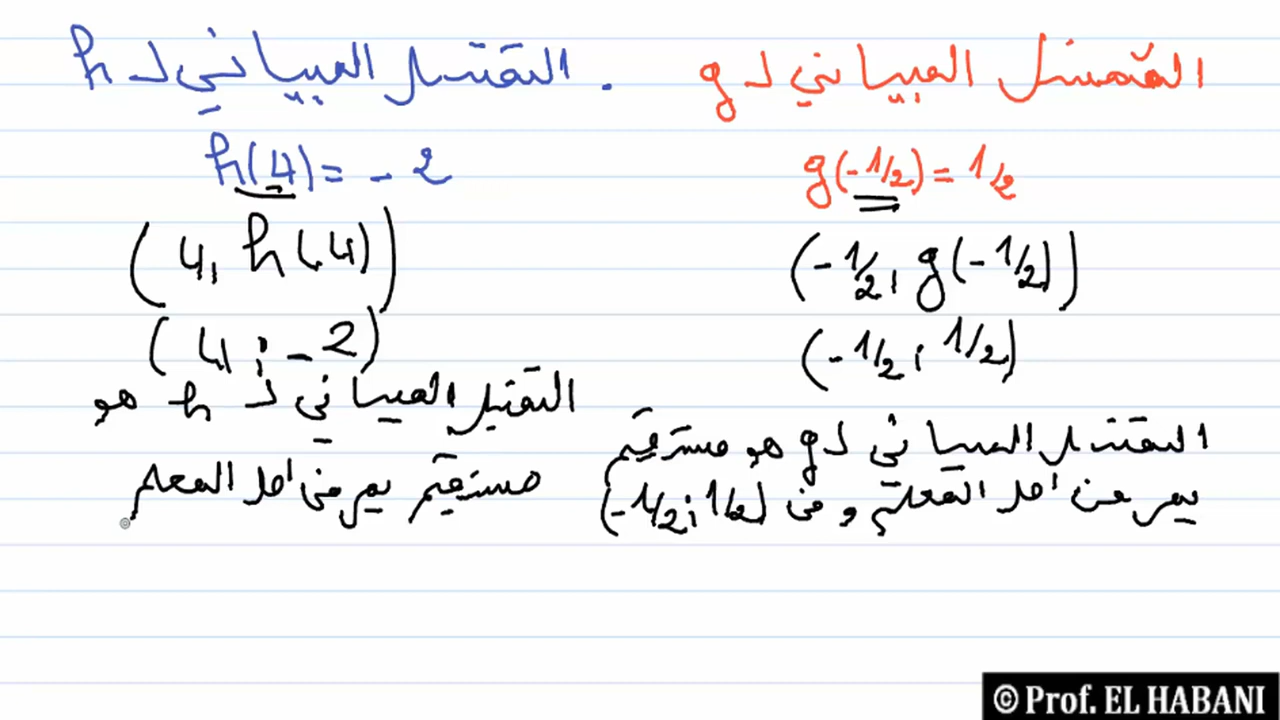 التمثيل المبياني لـ g
g(-1/2) = 1/2
(-1/2, g(-1/2))
(-1/2 ; 1/2)
التمثيل المبياني لـ g هو مستقيم
يمر من أصل المعلم و من (-1/2 ; 1/2)
التمثيل المبياني لـ h .
h(4) = -2
(4, h(4))
(4 ; -2)
التمثيل المبياني لـ h هو
مستقيم يمر من أصل المعلم
© Prof. EL HABANI